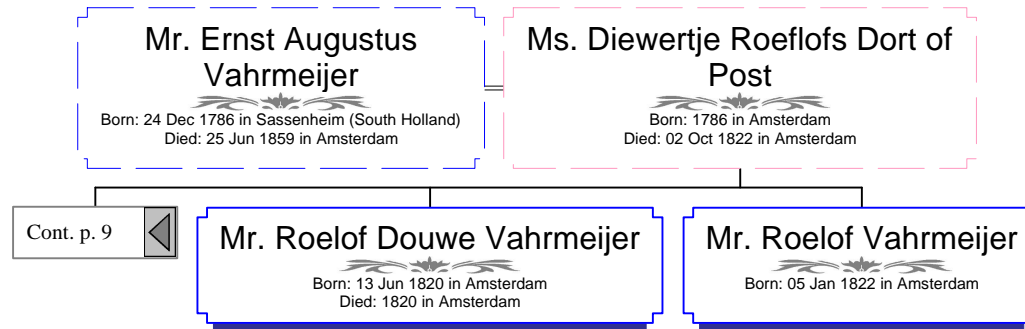 Mr. Ernst Augustus
Vahrmeijer
Born: 24 Dec 1786 in Sassenheim (South Holland)
Died: 25 Jun 1859 in Amsterdam
Ms. Diewertje Roeflofs Dort of
Post
Born: 1786 in Amsterdam
Died: 02 Oct 1822 in Amsterdam
Cont. p. 9
Mr. Roelof Douwe Vahrmeijer
Born: 13 Jun 1820 in Amsterdam
Died: 1820 in Amsterdam
Mr. Roelof Vahrmeijer
Born: 05 Jan 1822 in Amsterdam